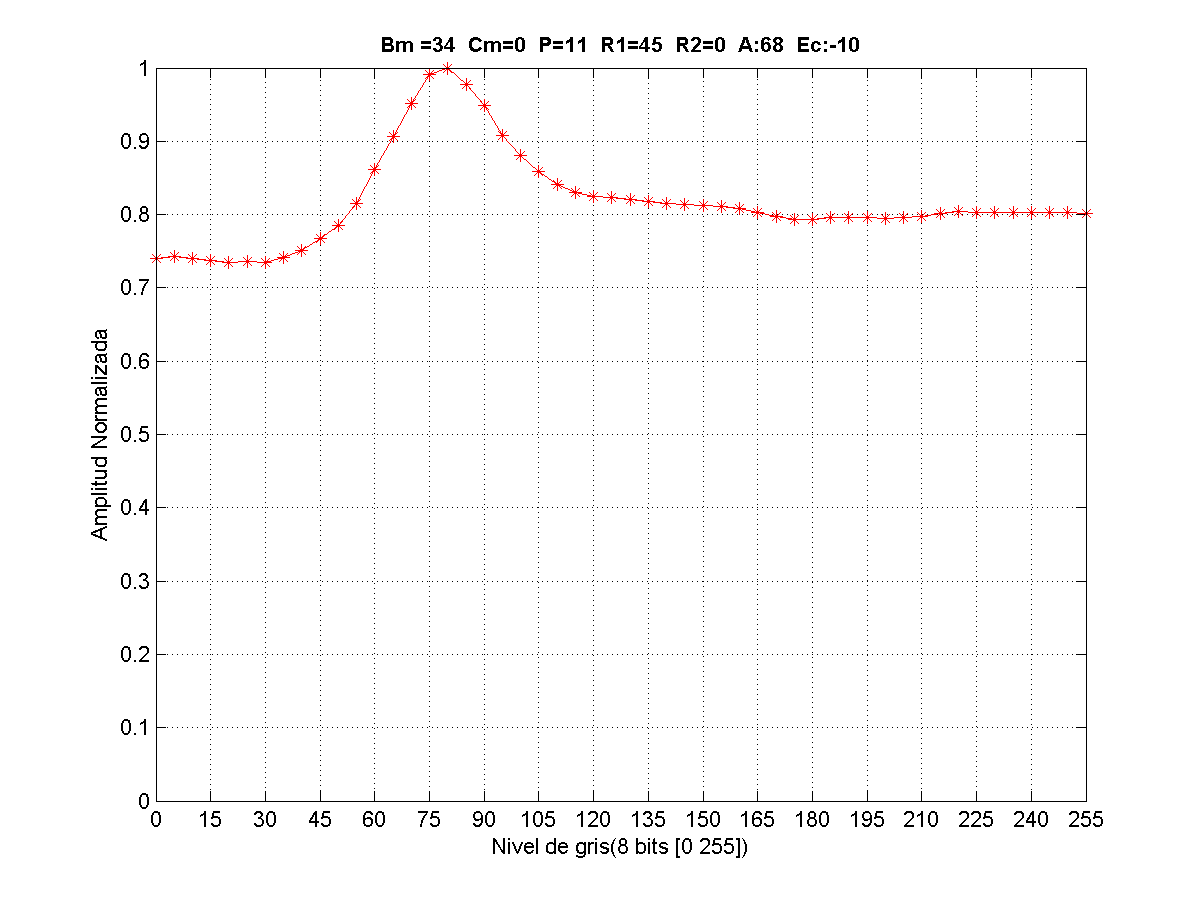 Bm =34  Cm=0  P=11  R1=45  R2=0  A:68  Ec:-10
1
0.9
0.8
0.7
0.6
0.5
0.4
0.3
0.2
0.1
0
Amplitud Normalizada
0 15 30 45 60 75 90 105 120 135 150 165 180 195 210 225 240 255
Nivel de gris(8 bits [0 255])